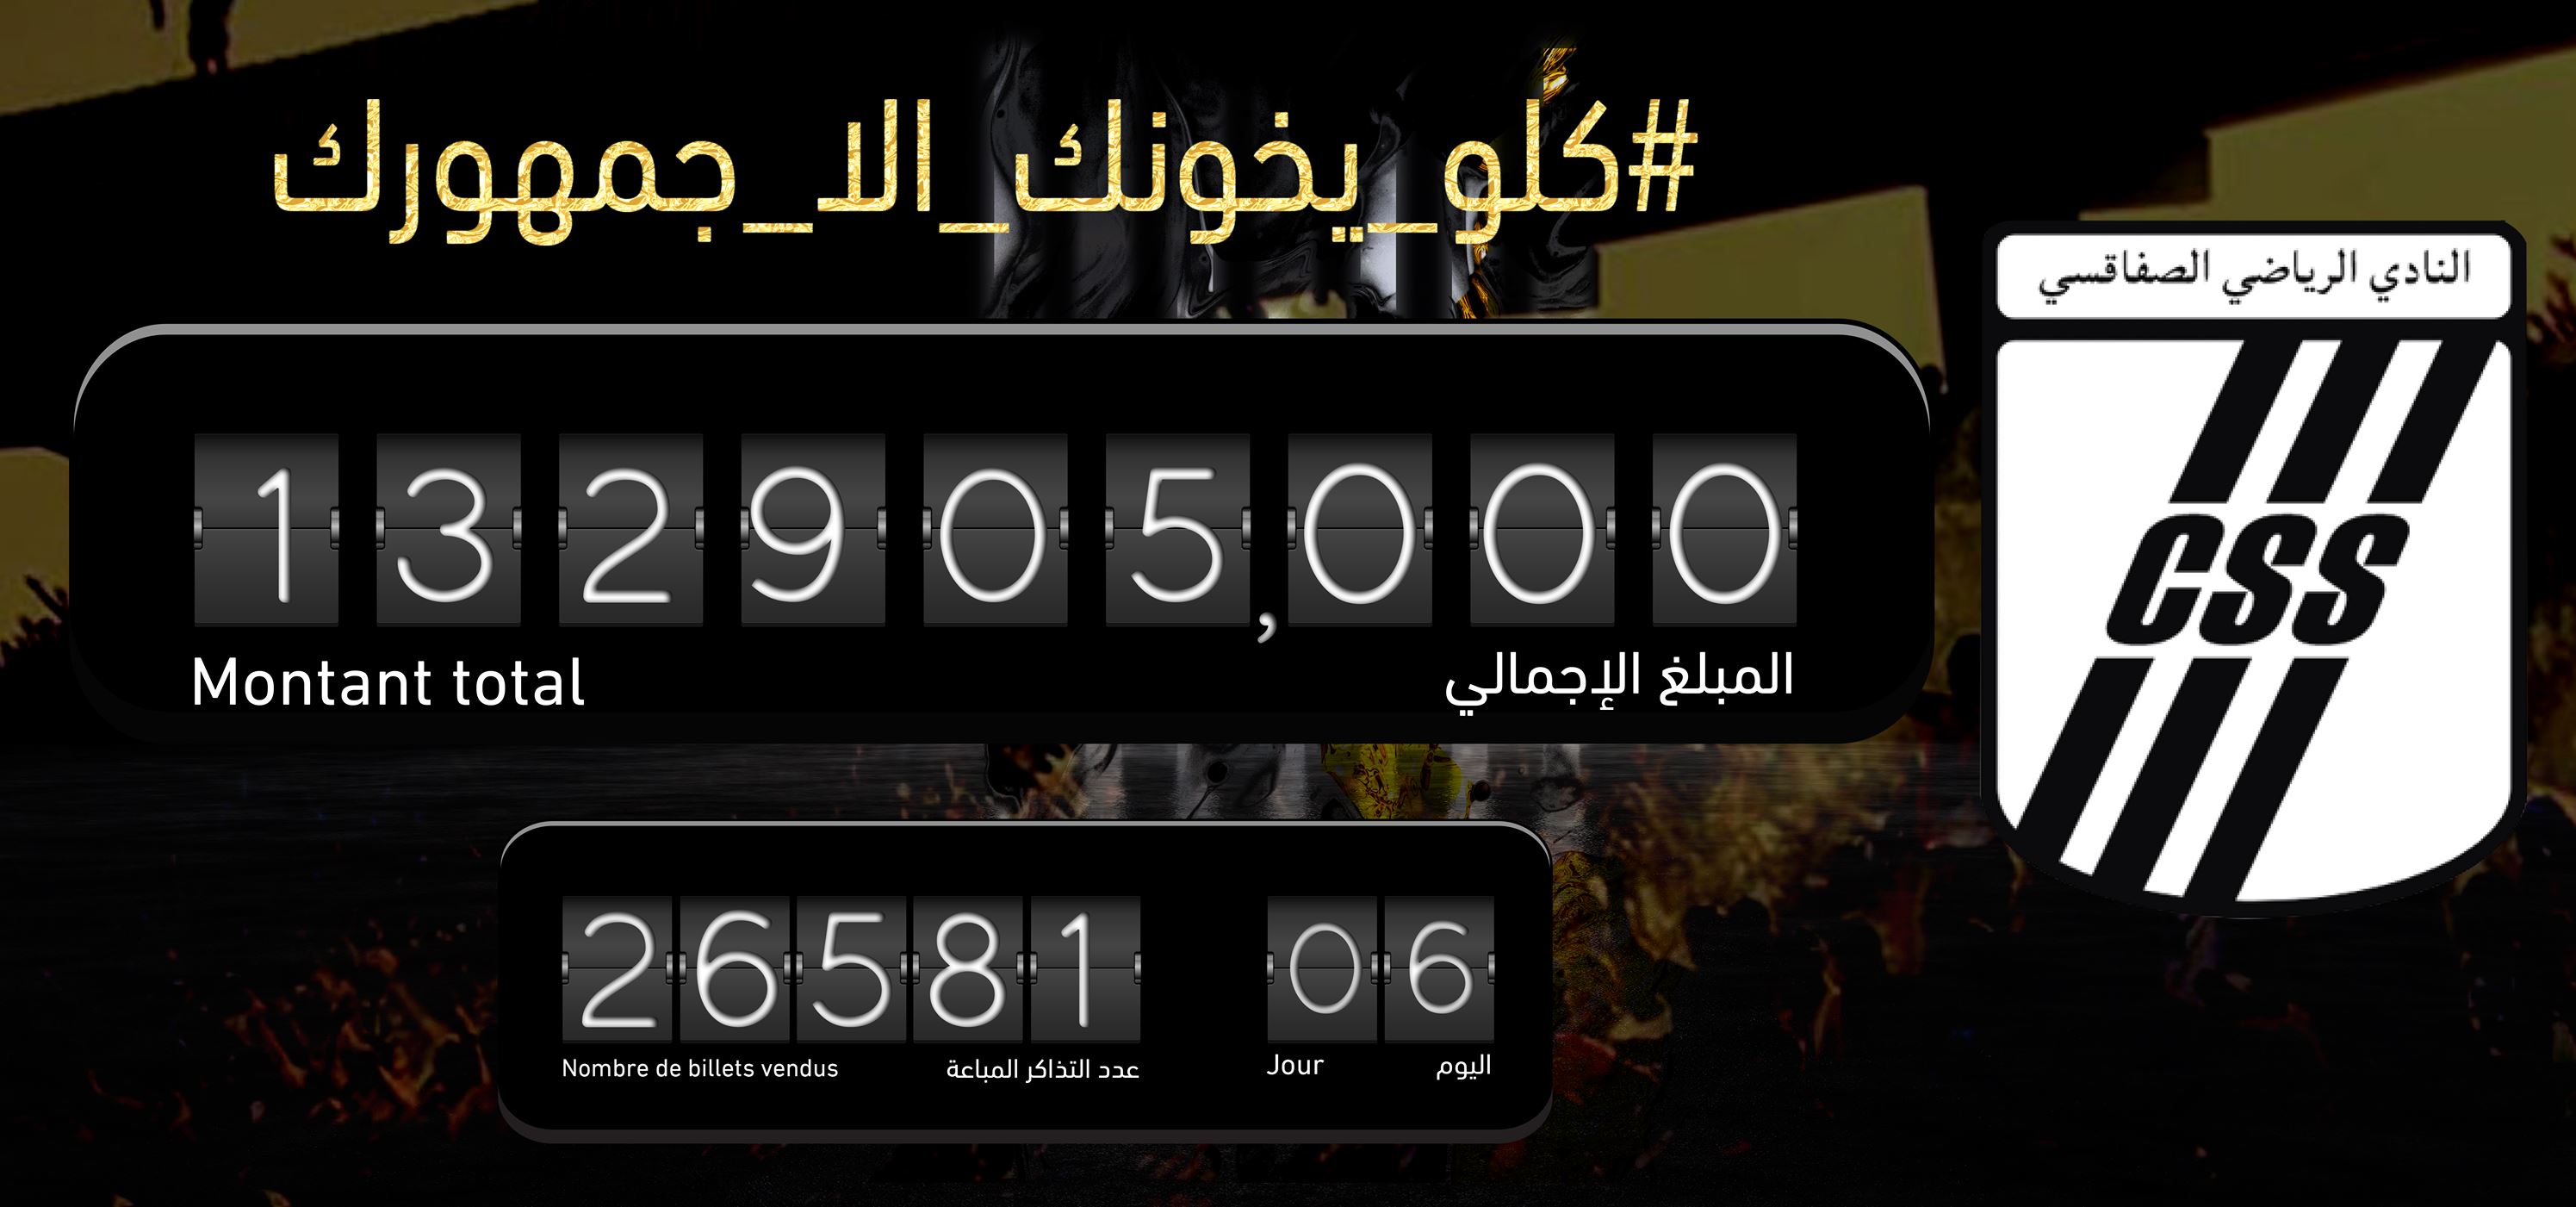 #كلو_يخونك_الا_جمهورك
النادي الرياضي الصفاقسي
CSS
132905,000
Montant total المبلغ الإجمالي
26581 06
Nombre de billets vendus عدد التذاكر المباعة Jour اليوم